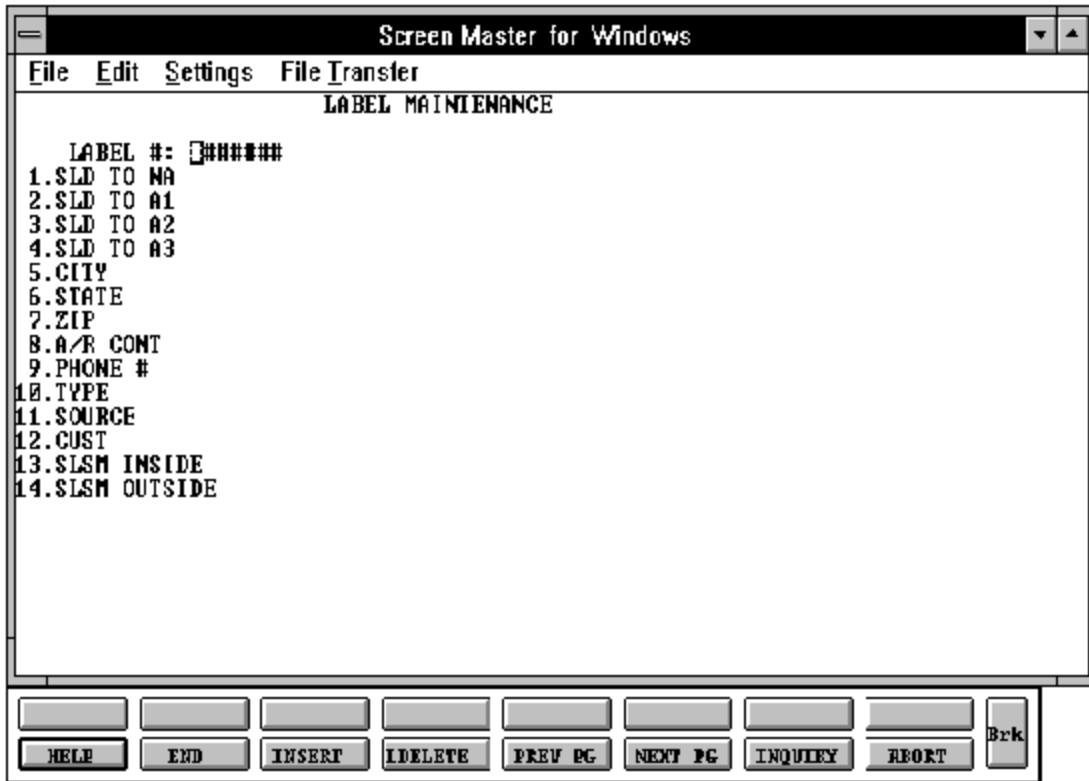 Screen Master for Windows
File Edit Settings File Transfer
LABEL MAINTENANCE
LABEL #: #######
1.SLD TO NA
2.SLD TO A1
3.SLD TO A2
4.SLD TO A3
5.CITY
6.STATE
7.ZIP
8.A/R CONT
9.PHONE #
10.TYPE
11.SOURCE
12.CUST
13.SLSM INSIDE
14.SLSM OUTSIDE
Brk
HELP END INSERT IDELETE PREV PG NEXT PG INQUIRY ABORT